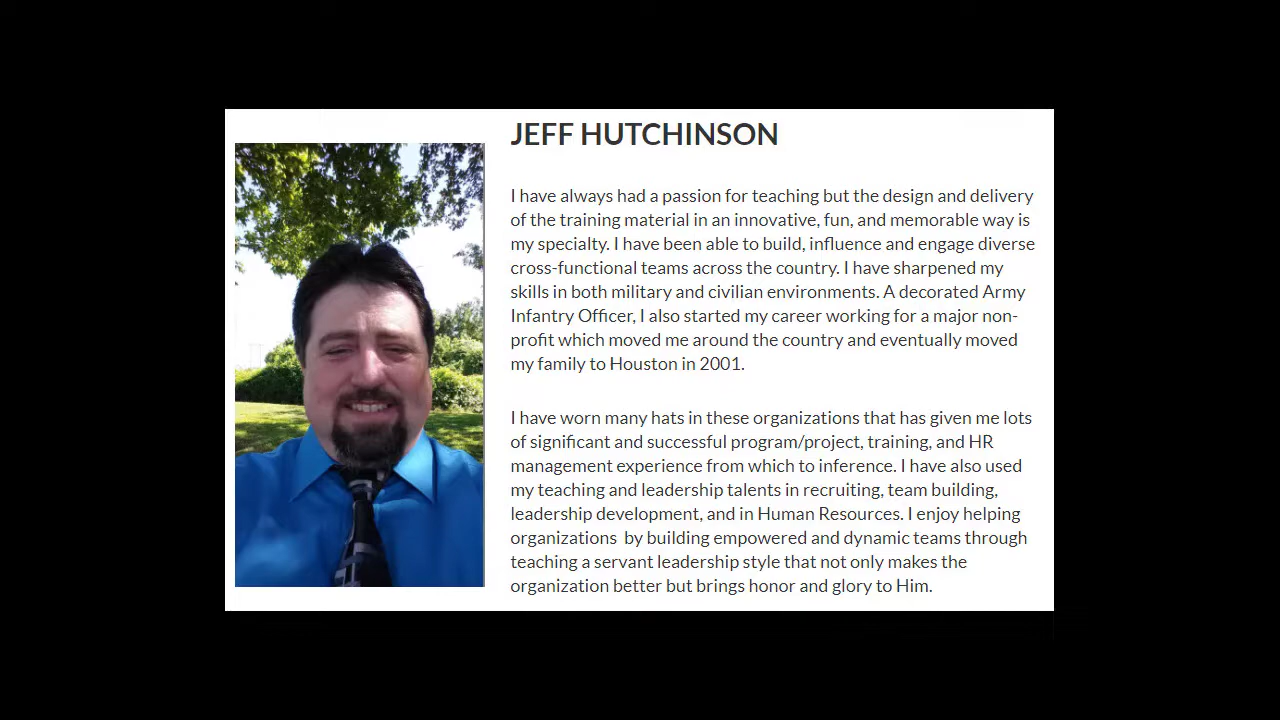 JEFF HUTCHINSON
I have always had a passion for teaching but the design and delivery
of the training material in an innovative, fun, and memorable way is
my specialty. I have been able to build, influence and engage diverse
cross-functional teams across the country. I have sharpened my
skills in both military and civilian environments. A decorated Army
Infantry Officer, I also started my career working for a major non-
profit which moved me around the country and eventually moved
my family to Houston in 2001.
I have worn many hats in these organizations that has given me lots
of significant and successful program/project, training, and HR
management experience from which to inference. I have also used
my teaching and leadership talents in recruiting, team building,
leadership development, and in Human Resources. I enjoy helping
organizations  by building empowered and dynamic teams through
teaching a servant leadership style that not only makes the
organization better but brings honor and glory to Him.